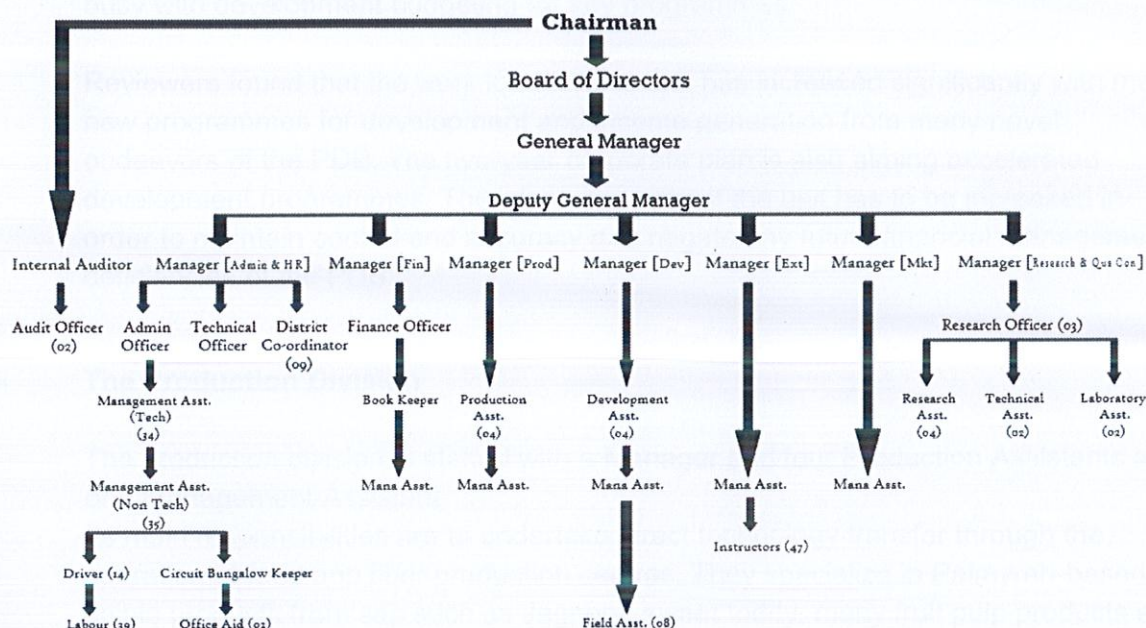 Chairman
Board of Directors
General Manager
Deputy General Manager
Internal Auditor Manager [Admin & HR] Manager [Fin] Manager [Prod] Manager [Dev] Manager [Ext] Manager [Mkt] Manager [Research & Qua Con]
Audit Officer
(02)
Admin
Officer
Technical
Officer
District
Co-ordinator
(09)
Finance Officer
Research Officer (03)
Management Asst.
(Tech)
(34)
Book Keeper
Production
Asst.
(04)
Development
Asst.
(04)
Research
Asst.
(04)
Technical
Asst.
(02)
Laboratory
Asst.
(02)
Management Asst.
(Non Tech)
(35)
Mana Asst.
Mana Asst.
Mana Asst.
Mana Asst.
Mana Asst.
Instructors (47)
Driver (14)
Circuit Bungalow Keeper
Labour
Office Aid
Field Asst. (08)